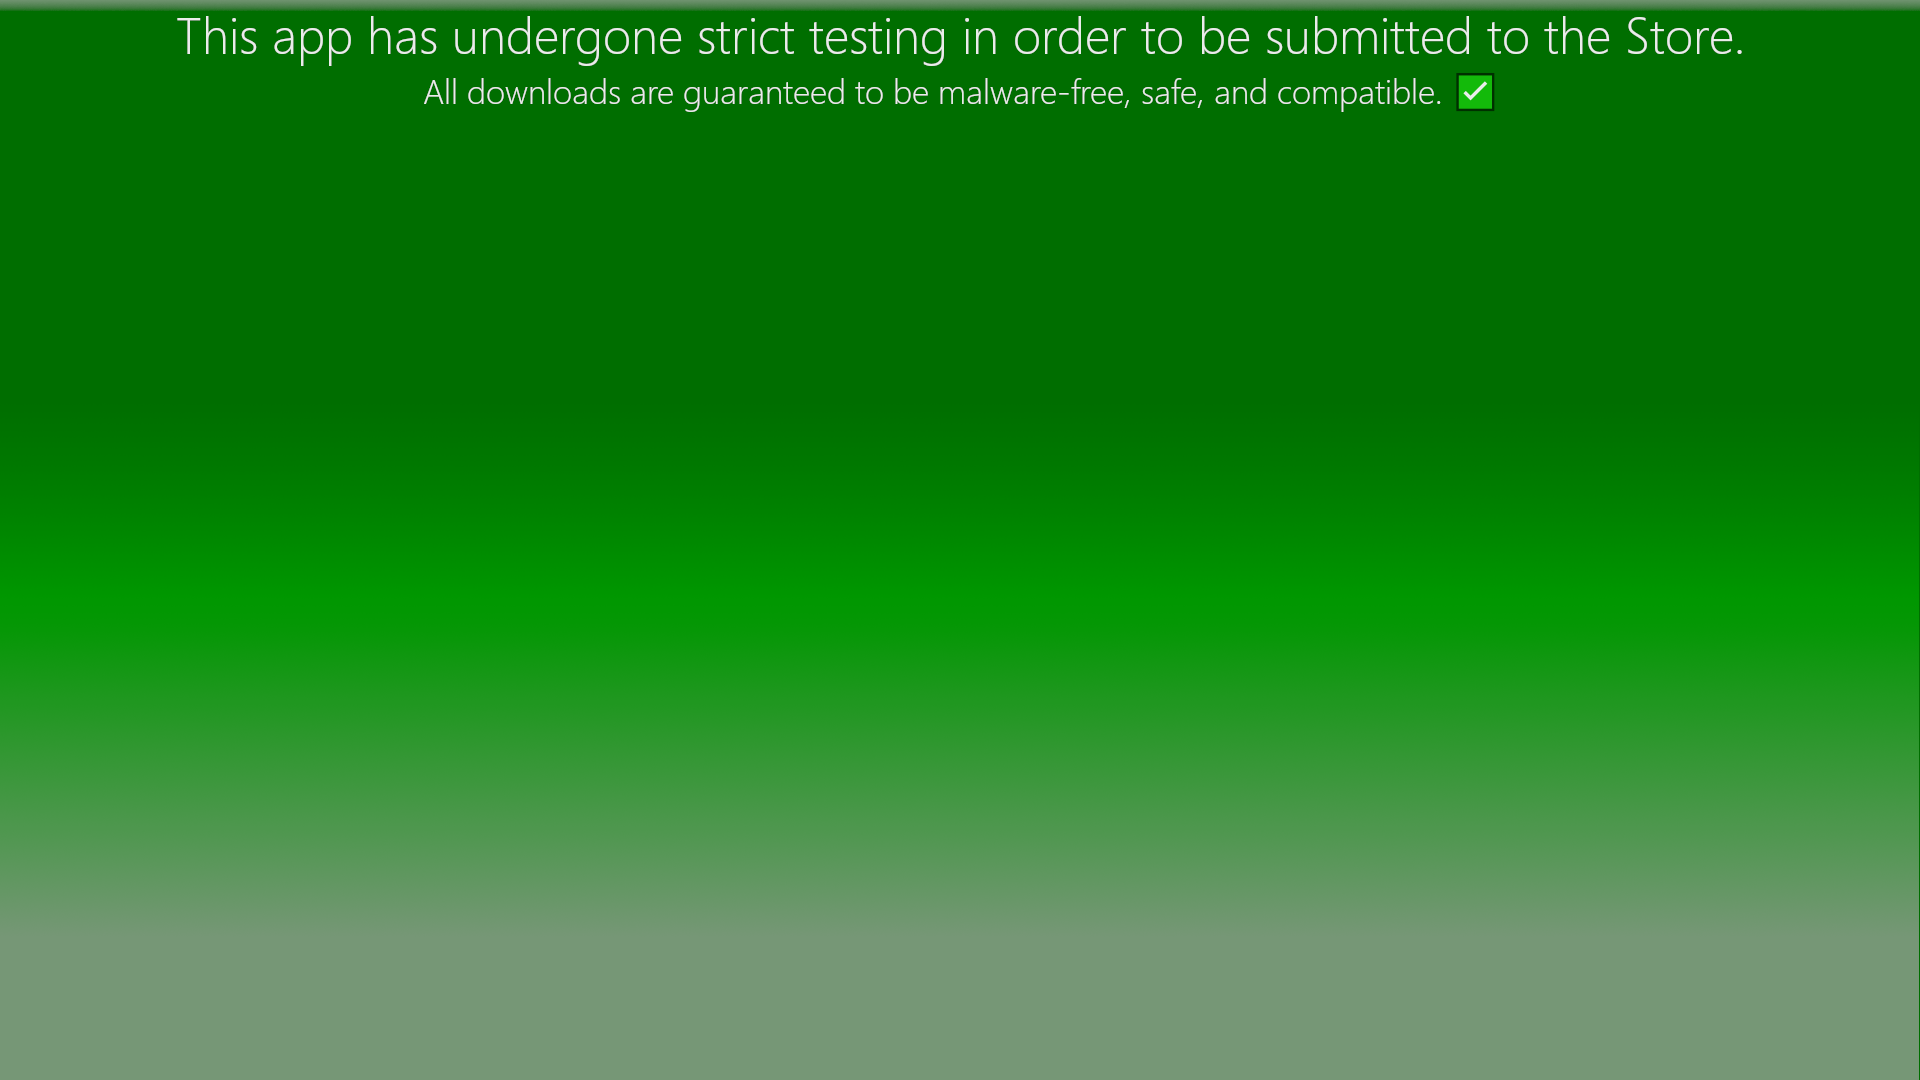 This app has undergone strict testing in order to be submitted to the Store.
All downloads are guaranteed to be malware-free, safe, and compatible.